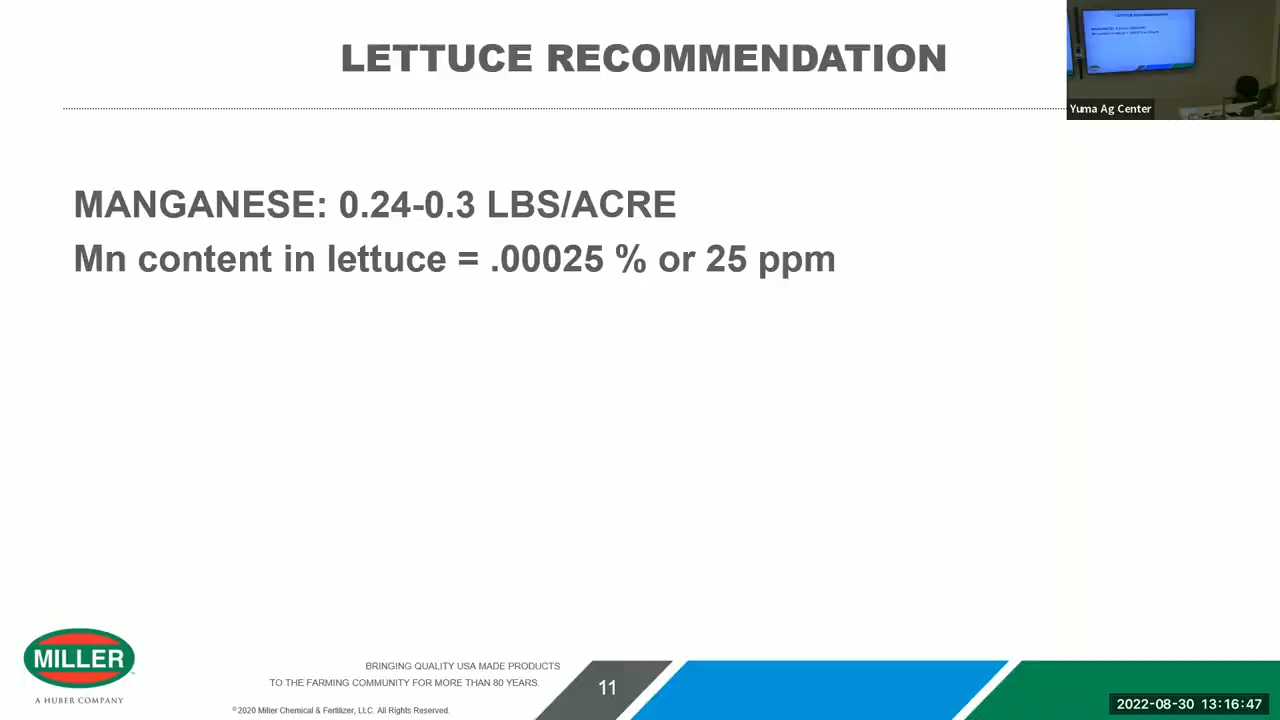 LETTUCE RECOMMENDATION
Yuma Ag Center
MANGANESE: 0.24-0.3 LBS/ACRE
Mn content in lettuce = .00025 % or 25 ppm
MILLER
A HUBER COMPANY
BRINGING QUALITY USA MADE PRODUCTS
TO THE FARMING COMMUNITY FOR MORE THAN 80 YEARS.
© 2020 Miller Chemical & Fertilizer, LLC. All Rights Reserved.
11
2022-08-30 13:16:47